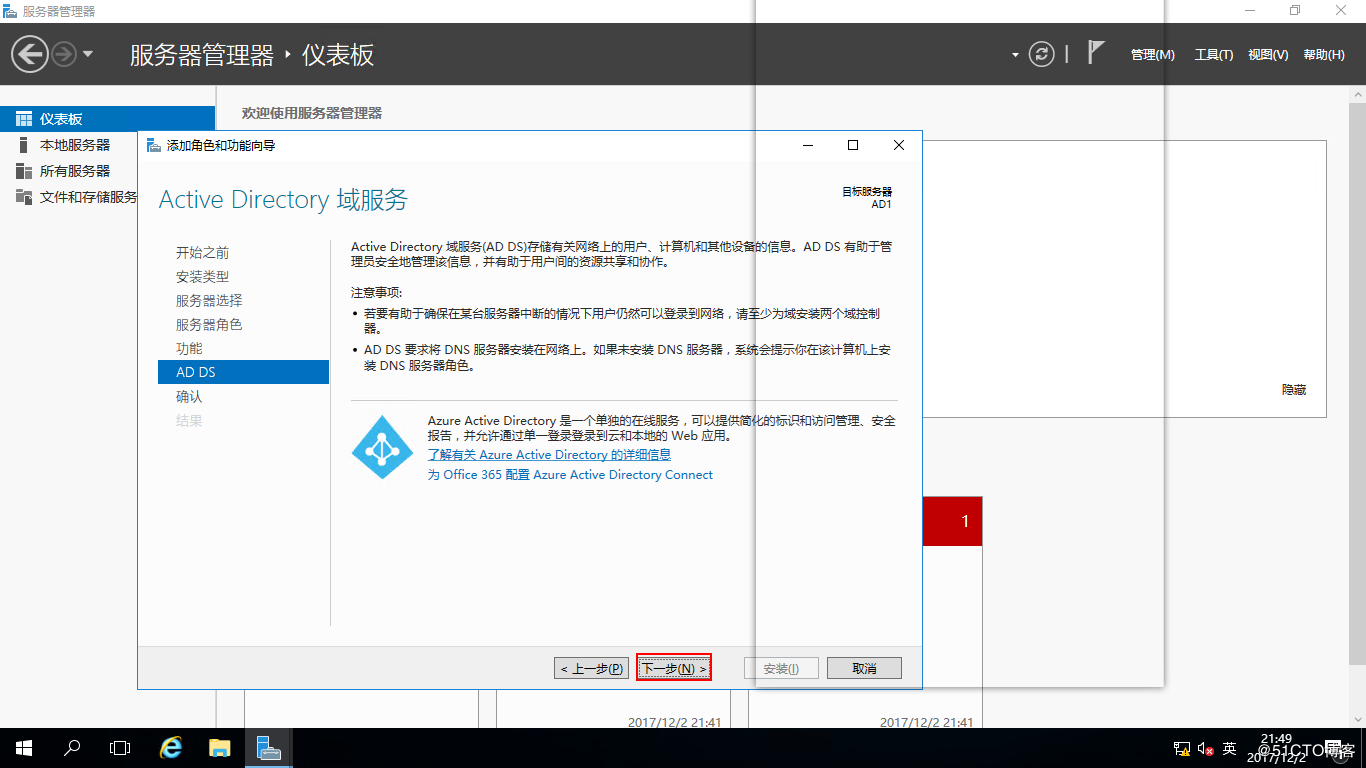 服务器管理器
服务器管理器 ‣ 仪表板
管理(M) 工具(T) 视图(V) 帮助(H)
仪表板
本地服务器
所有服务器
文件和存储服务
欢迎使用服务器管理器
添加角色和功能向导
Active Directory 域服务
目标服务器
AD1
开始之前
安装类型
服务器选择
服务器角色
功能
AD DS
确认
结果
Active Directory 域服务(AD DS)存储有关网络上的用户、计算机和其他设备的信息。AD DS 有助于管
理员安全地管理该信息，并有助于用户间的资源共享和协作。
注意事项:
• 若要有助于确保在某台服务器中断的情况下用户仍然可以登录到网络，请至少为域安装两个域控制
器。
• AD DS 要求将 DNS 服务器安装在网络上。如果未安装 DNS 服务器，系统会提示你在该计算机上安
装 DNS 服务器角色。
Azure Active Directory 是一个单独的在线服务，可以提供简化的标识和访问管理、安全
报告，并允许通过单一登录登录到云和本地的 Web 应用。
了解有关 Azure Active Directory 的详细信息
为 Office 365 配置 Azure Active Directory Connect
< 上一步(P) 下一步(N) > 安装(I) 取消
隐藏
1
2017/12/2 21:41
2017/12/2 21:41
英
21:49
2017/12/2
@51CTO博客